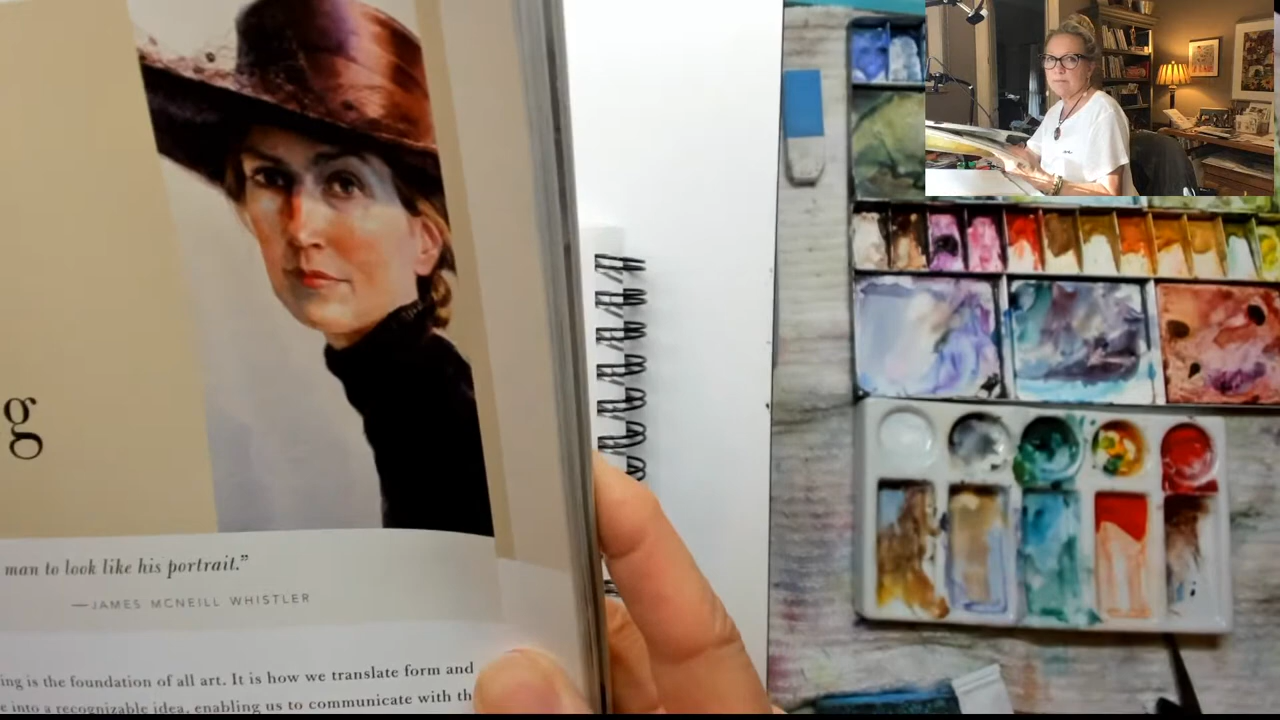 g
man to look like his portrait.”
—JAMES MCNEILL WHISTLER
ing is the foundation of all art. It is how we translate form and
e into a recognizable idea, enabling us to communicate with th